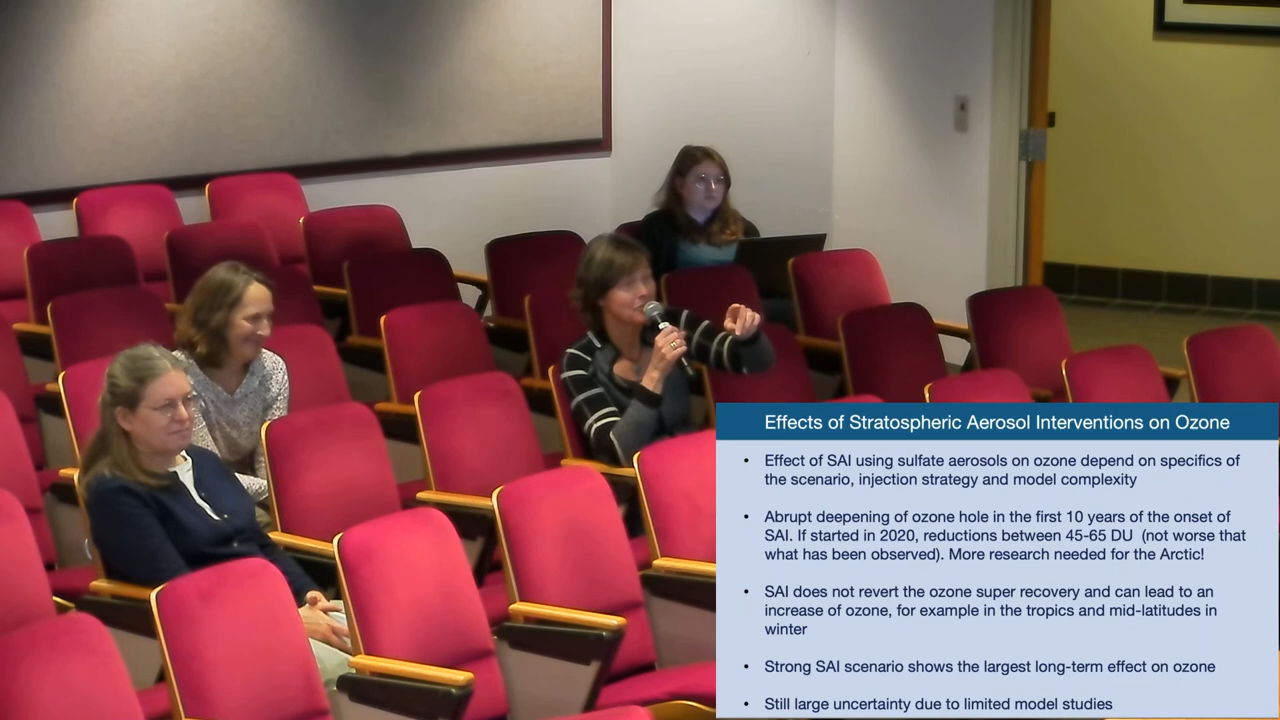 Effects of Stratospheric Aerosol Interventions on Ozone
• Effect of SAI using sulfate aerosols on ozone depend on specifics of
the scenario, injection strategy and model complexity
• Abrupt deepening of ozone hole in the first 10 years of the onset of
SAI. If started in 2020, reductions between 45-65 DU (not worse that
what has been observed). More research needed for the Arctic!
• SAI does not revert the ozone super recovery and can lead to an
increase of ozone, for example in the tropics and mid-latitudes in
winter
• Strong SAI scenario shows the largest long-term effect on ozone
• Still large uncertainty due to limited model studies